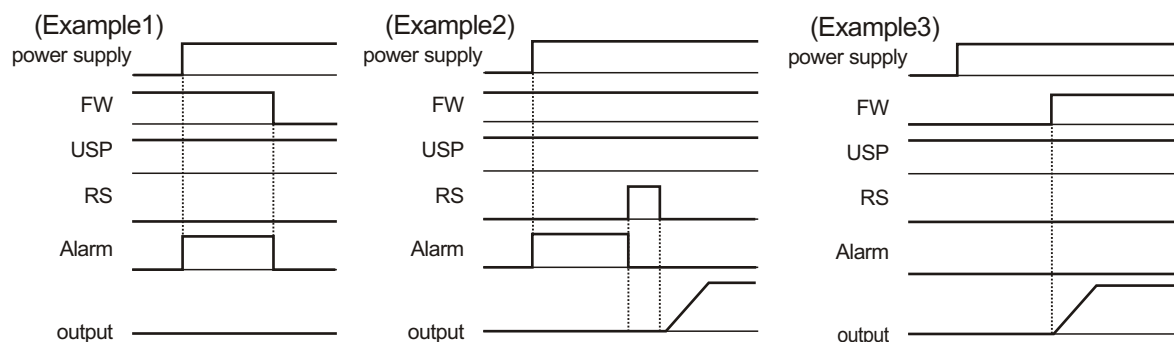 (Example1)
power supply
FW
USP
RS
Alarm
output
(Example2)
power supply
FW
USP
RS
Alarm
output
(Example3)
power supply
FW
USP
RS
Alarm
output